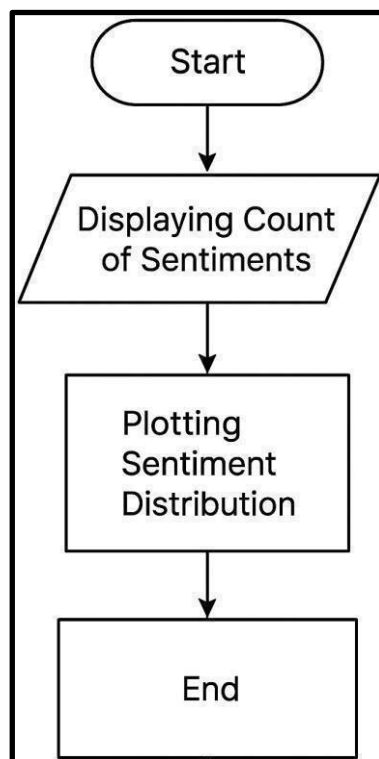 Start
Displaying Count
of Sentiments
Plotting
Sentiment
Distribution
End